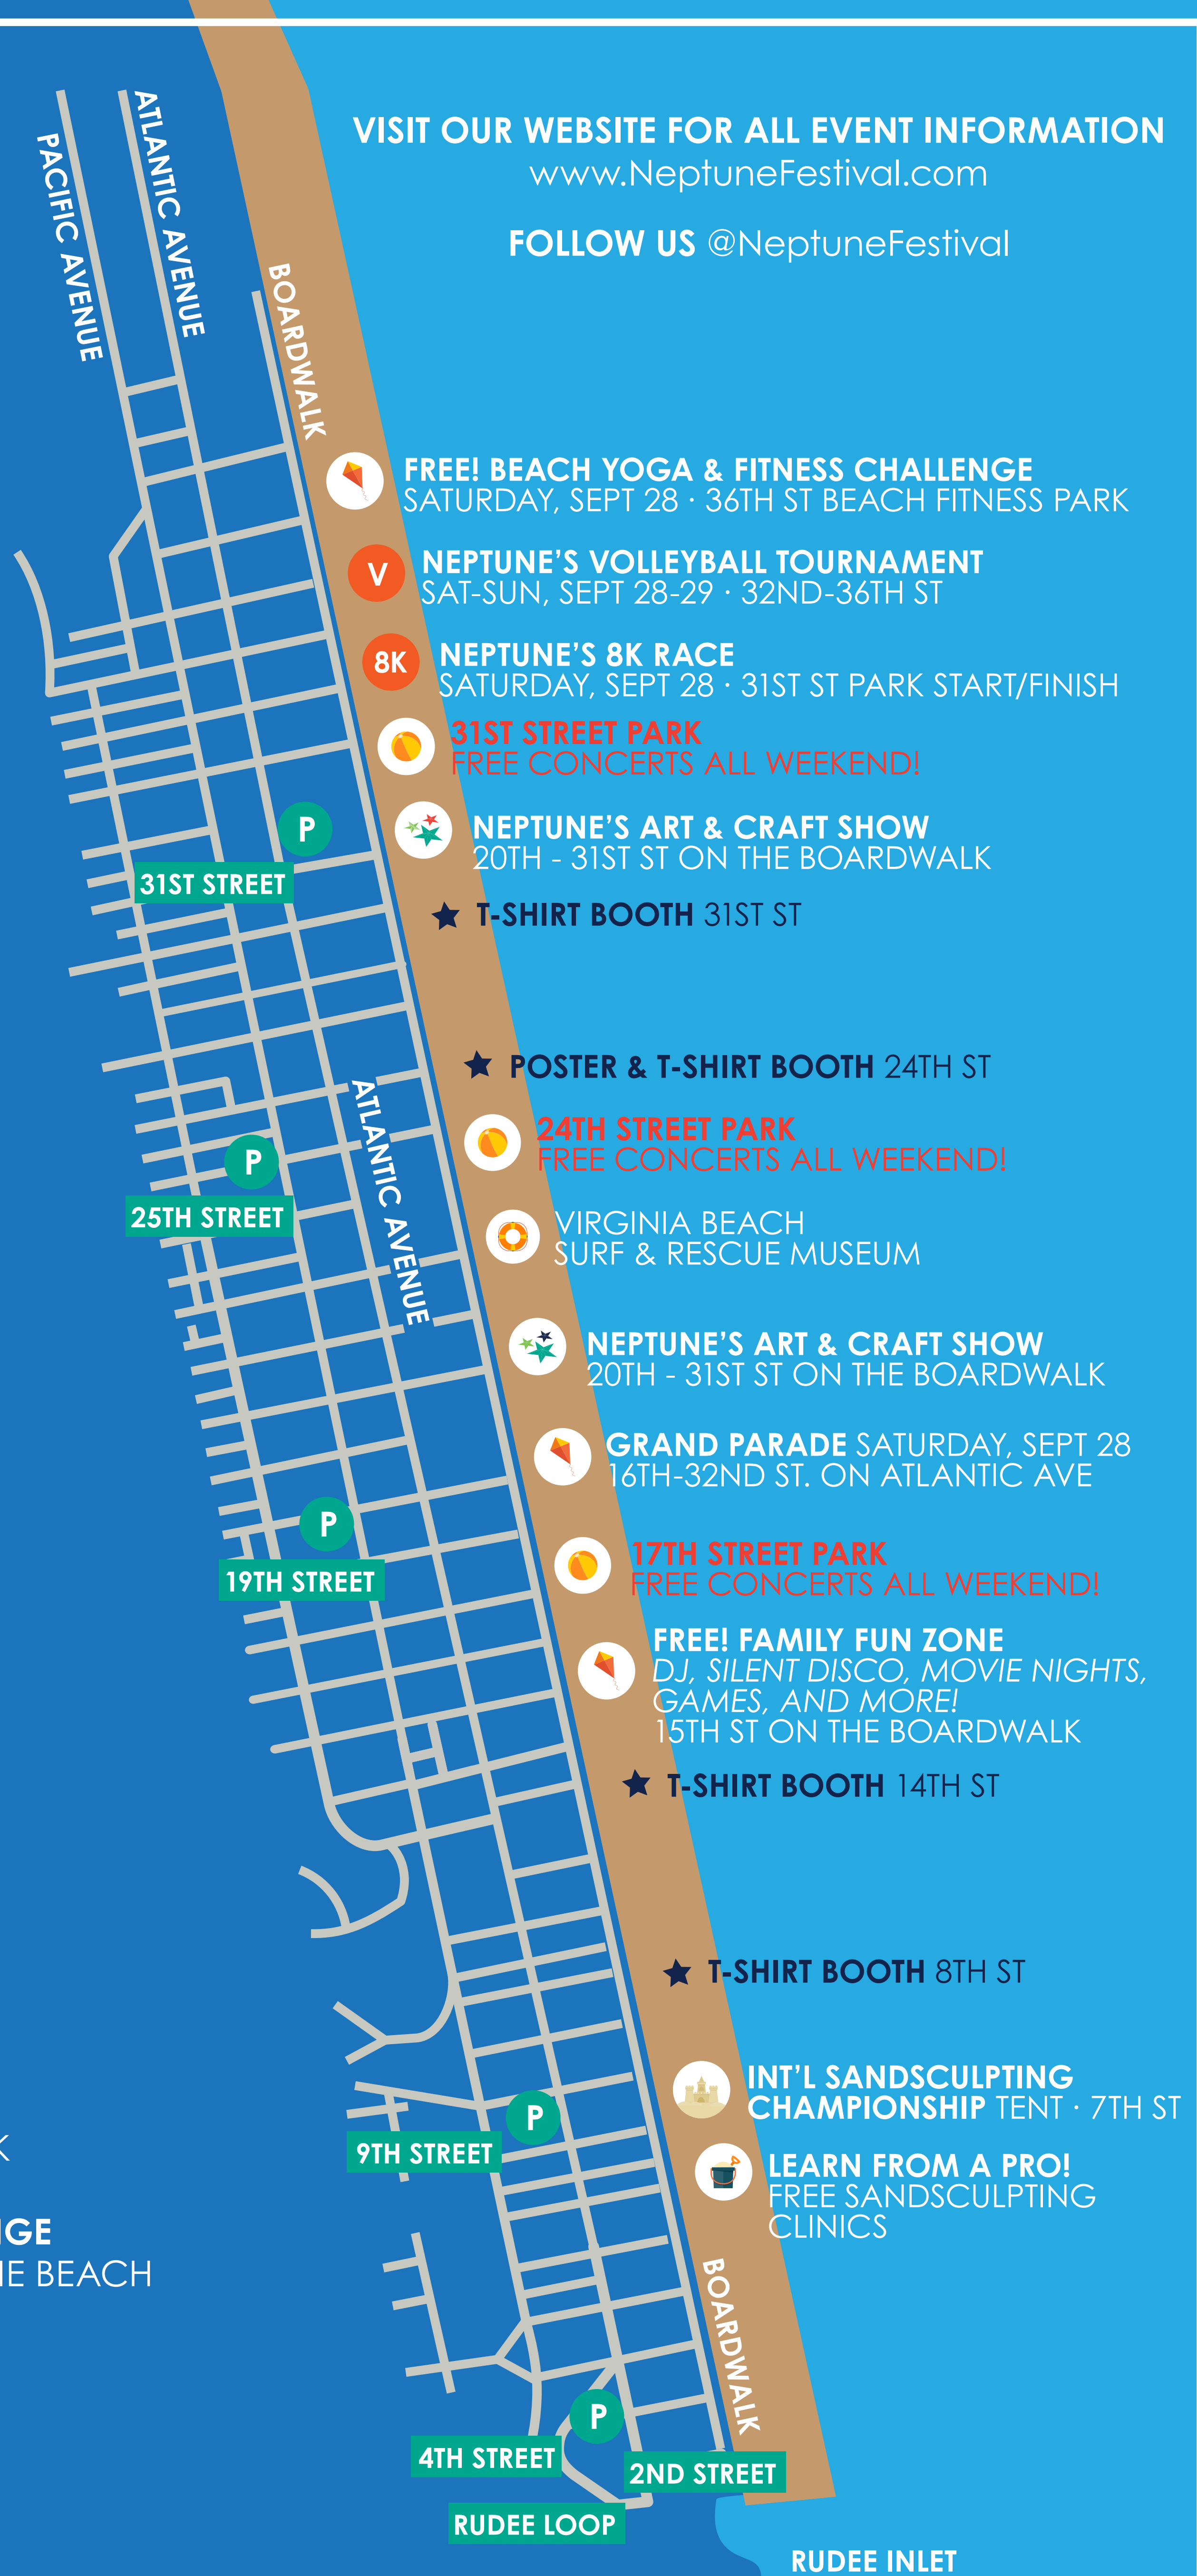 VISIT OUR WEBSITE FOR ALL EVENT INFORMATION
www.NeptuneFestival.com
FOLLOW US @NeptuneFestival
PACIFIC AVENUE
ATLANTIC AVENUE
BOARDWALK
FREE! BEACH YOGA & FITNESS CHALLENGE
SATURDAY, SEPT 28 · 36TH ST BEACH FITNESS PARK
V
NEPTUNE'S VOLLEYBALL TOURNAMENT
SAT-SUN, SEPT 28-29 · 32ND-36TH ST
8K
NEPTUNE'S 8K RACE
SATURDAY, SEPT 28 · 31ST ST PARK START/FINISH
31ST STREET PARK
FREE CONCERTS ALL WEEKEND!
P
31ST STREET
NEPTUNE'S ART & CRAFT SHOW
20TH - 31ST ST ON THE BOARDWALK
T-SHIRT BOOTH 31ST ST
POSTER & T-SHIRT BOOTH 24TH ST
24TH STREET PARK
FREE CONCERTS ALL WEEKEND!
P
25TH STREET
ATLANTIC AVENUE
VIRGINIA BEACH
SURF & RESCUE MUSEUM
NEPTUNE'S ART & CRAFT SHOW
20TH - 31ST ST ON THE BOARDWALK
GRAND PARADE SATURDAY, SEPT 28
16TH-32ND ST. ON ATLANTIC AVE
P
19TH STREET
17TH STREET PARK
FREE CONCERTS ALL WEEKEND!
FREE! FAMILY FUN ZONE
DJ, SILENT DISCO, MOVIE NIGHTS,
GAMES, AND MORE!
15TH ST ON THE BOARDWALK
T-SHIRT BOOTH 14TH ST
T-SHIRT BOOTH 8TH ST
INT'L SANDSCULPTING
CHAMPIONSHIP TENT · 7TH ST
P
9TH STREET
LEARN FROM A PRO!
FREE SANDSCULPTING
CLINICS
BEACH
BOARDWALK
P
4TH STREET
2ND STREET
RUDEE LOOP
RUDEE INLET